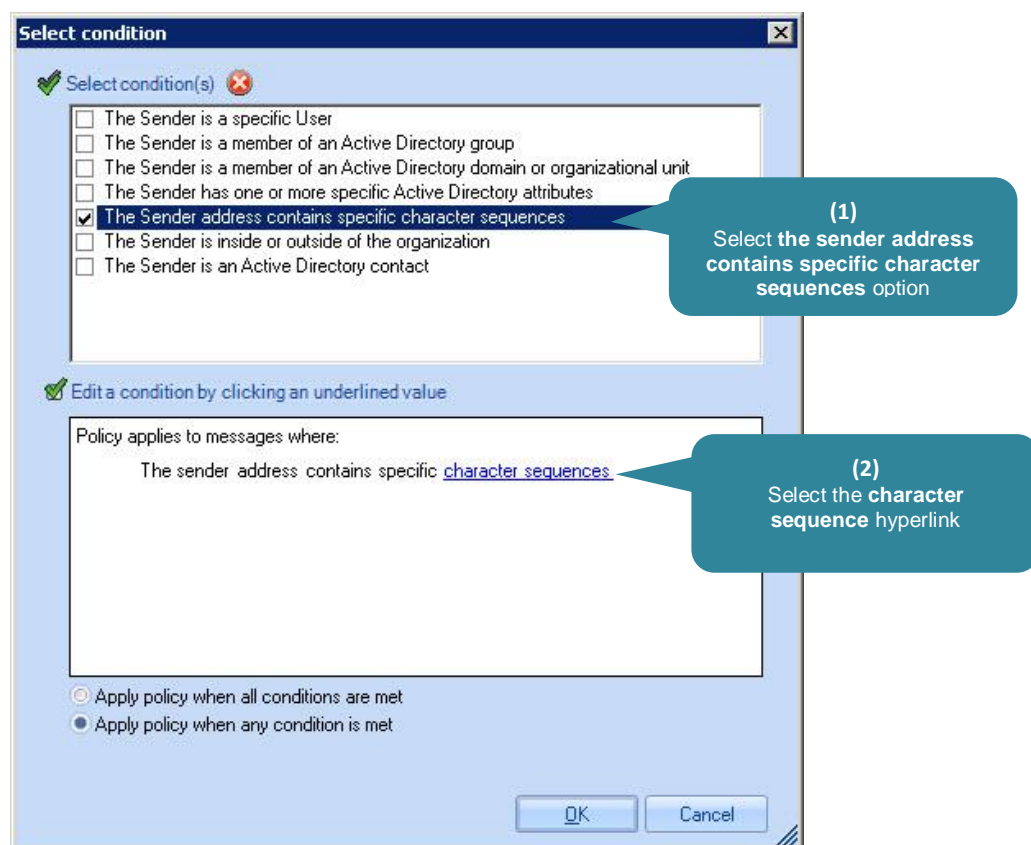 Select condition
Select condition(s)
The Sender is a specific User
The Sender is a member of an Active Directory group
The Sender is a member of an Active Directory domain or organizational unit
The Sender has one or more specific Active Directory attributes
The Sender address contains specific character sequences
The Sender is inside or outside of the organization
The Sender is an Active Directory contact
(1)
Select the sender address
contains specific character
sequences option
Edit a condition by clicking an underlined value
Policy applies to messages where:
The sender address contains specific character sequences
(2)
Select the character
sequence hyperlink
Apply policy when all conditions are met
Apply policy when any condition is met
OK
Cancel